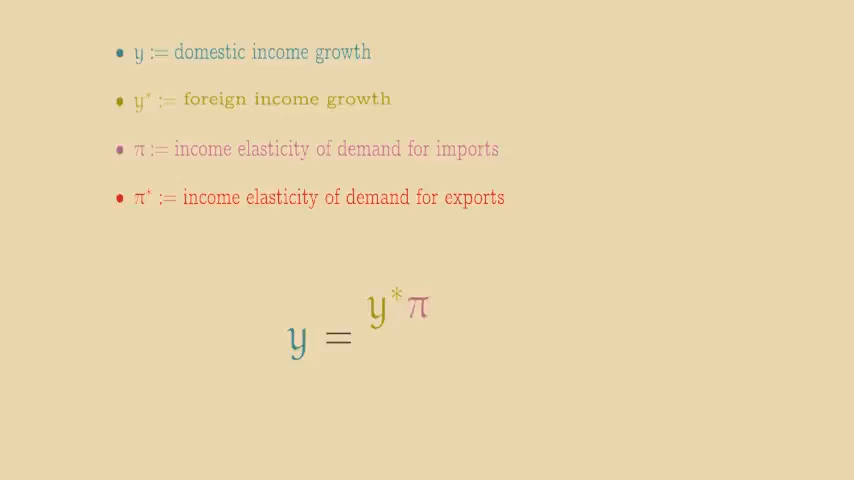 • y := domestic income growth
• y* := foreign income growth
• π := income elasticity of demand for imports
• π* := income elasticity of demand for exports
y = y*π